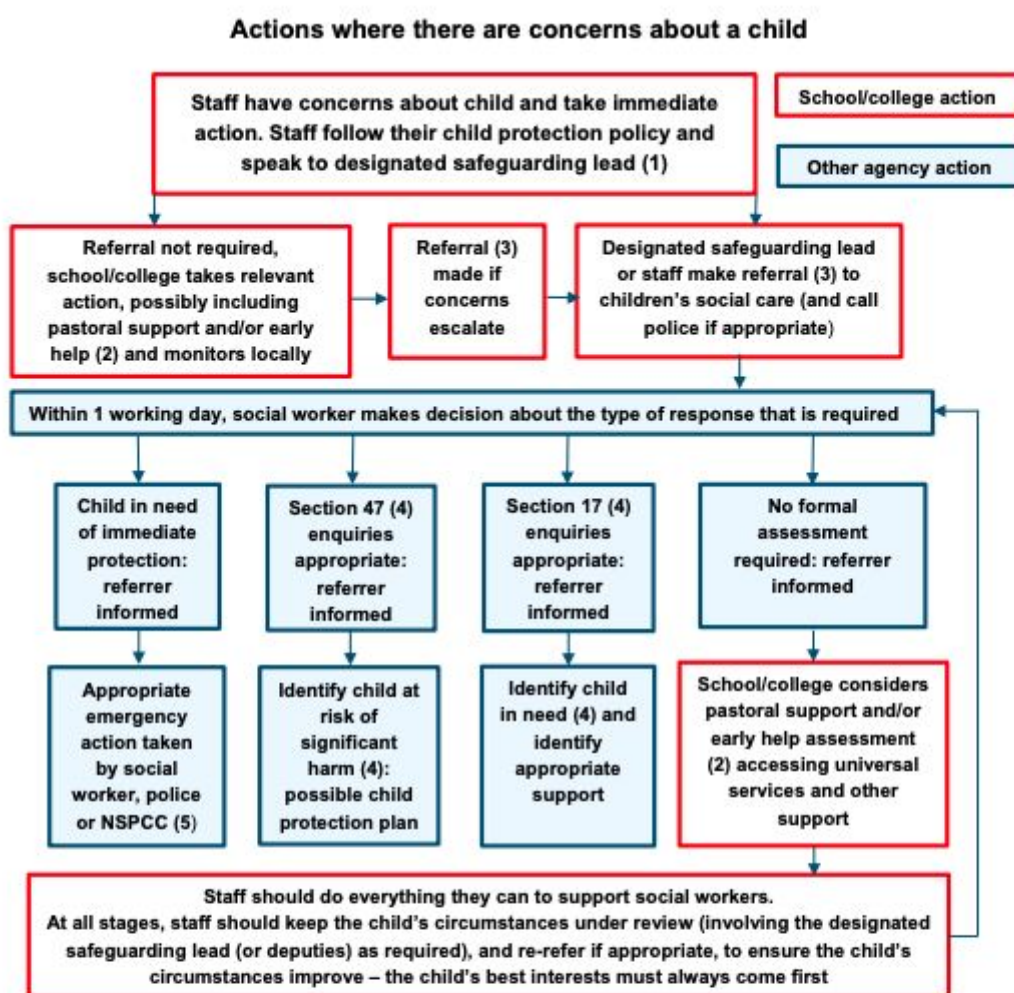 Actions where there are concerns about a child
Staff have concerns about child and take immediate
action. Staff follow their child protection policy and
speak to designated safeguarding lead (1)
School/college action
Other agency action
Referral not required,
school/college takes relevant
action, possibly including
pastoral support and/or early
help (2) and monitors locally
Referral (3)
made if
concerns
escalate
Designated safeguarding lead
or staff make referral (3) to
children’s social care (and call
police if appropriate)
Within 1 working day, social worker makes decision about the type of response that is required
Child in need
of immediate
protection:
referrer
informed
Section 47 (4)
enquiries
appropriate:
referrer
informed
Section 17 (4)
enquiries
appropriate:
referrer
informed
No formal
assessment
required: referrer
informed
Appropriate
emergency
action taken
by social
worker, police
or NSPCC (5)
Identify child at
risk of
significant
harm (4):
possible child
protection plan
Identify child
in need (4) and
identify
appropriate
support
School/college considers
pastoral support and/or
early help assessment
(2) accessing universal
services and other
support
Staff should do everything they can to support social workers.
At all stages, staff should keep the child’s circumstances under review (involving the designated
safeguarding lead (or deputies) as required), and re-refer if appropriate, to ensure the child’s
circumstances improve – the child’s best interests must always come first